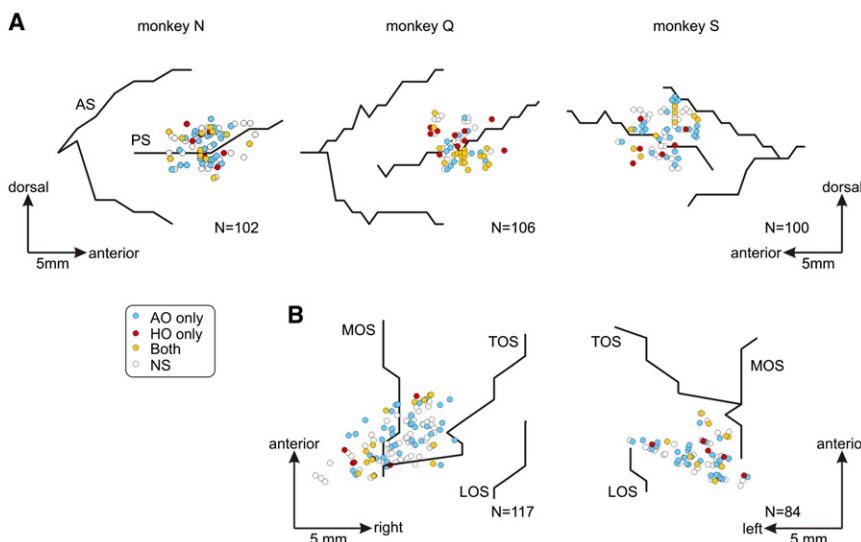 A
monkey N
monkey Q
monkey S
AS
PS
dorsal
anterior
5mm
N=102
N=106
N=100
dorsal
anterior
5mm
AO only
HO only
Both
NS
B
MOS
TOS
LOS
anterior
right
5 mm
N=117
TOS
MOS
LOS
anterior
left
5 mm
N=84